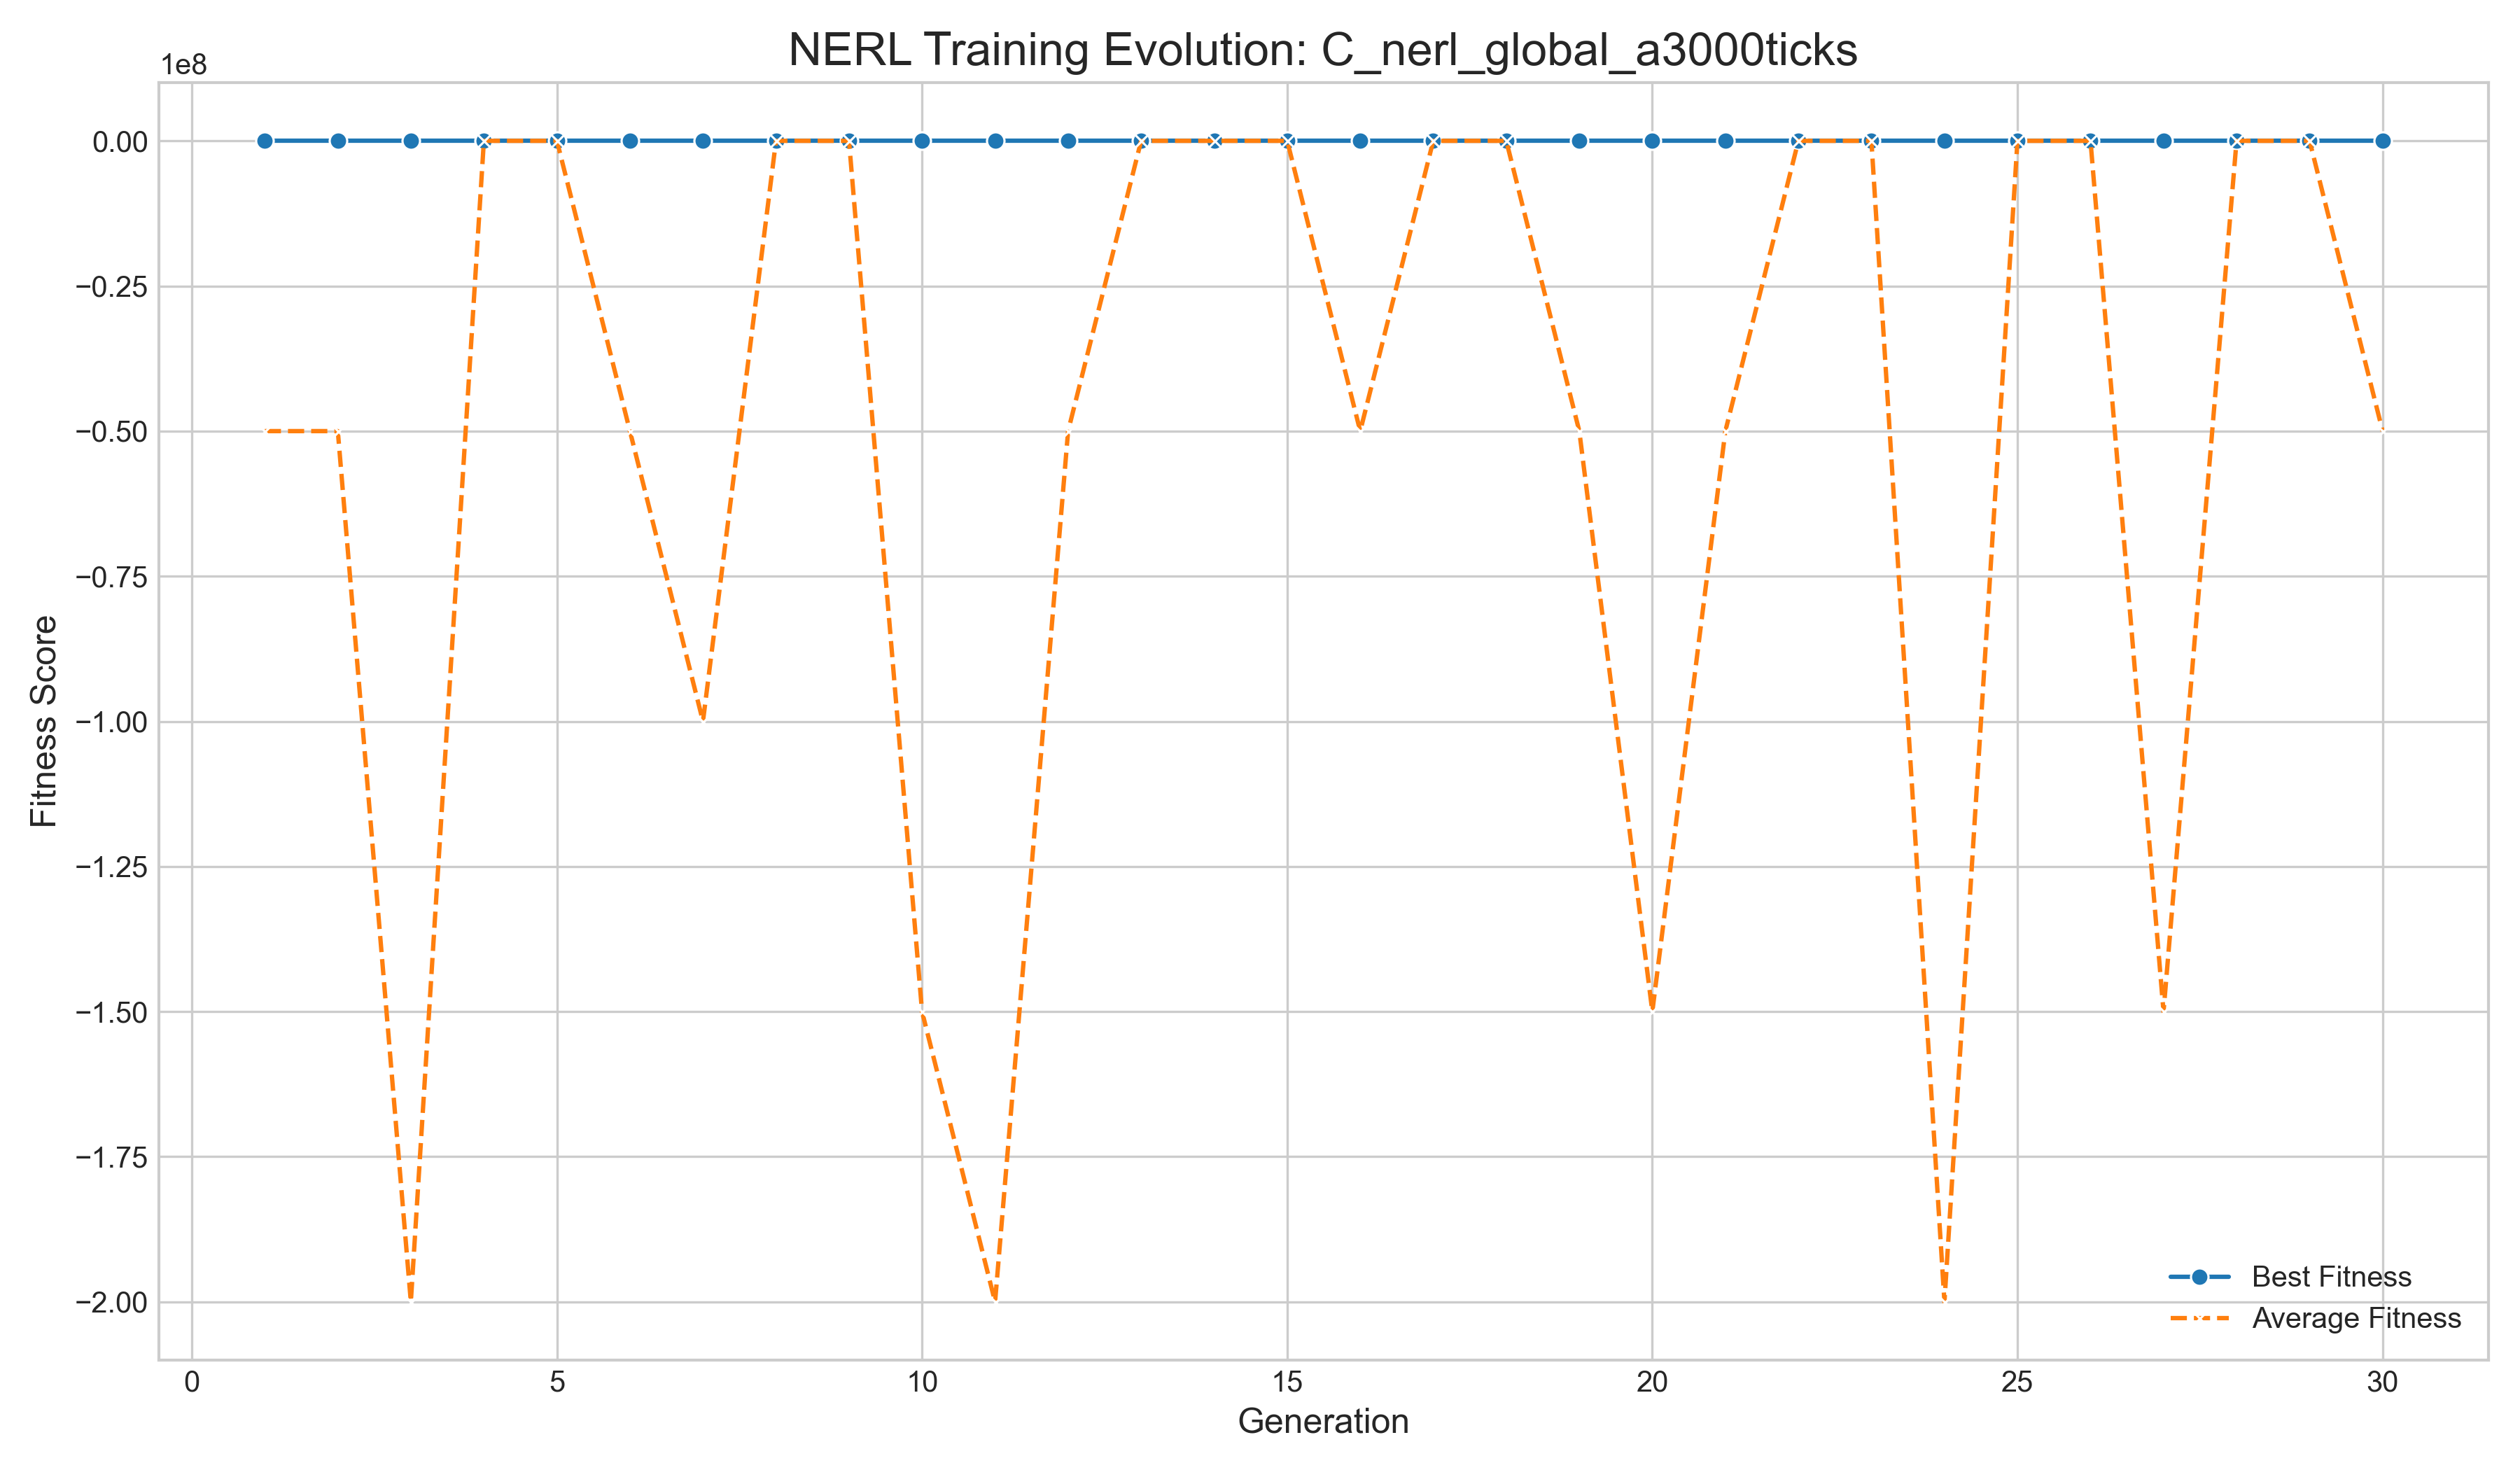 NERL Training Evolution: C_nerl_global_a3000ticks
1e8
0.00
−0.25
−0.50
−0.75
−1.00
−1.25
−1.50
−1.75
−2.00
Fitness Score
Best Fitness
Average Fitness
0 5 10 15 20 25 30
Generation